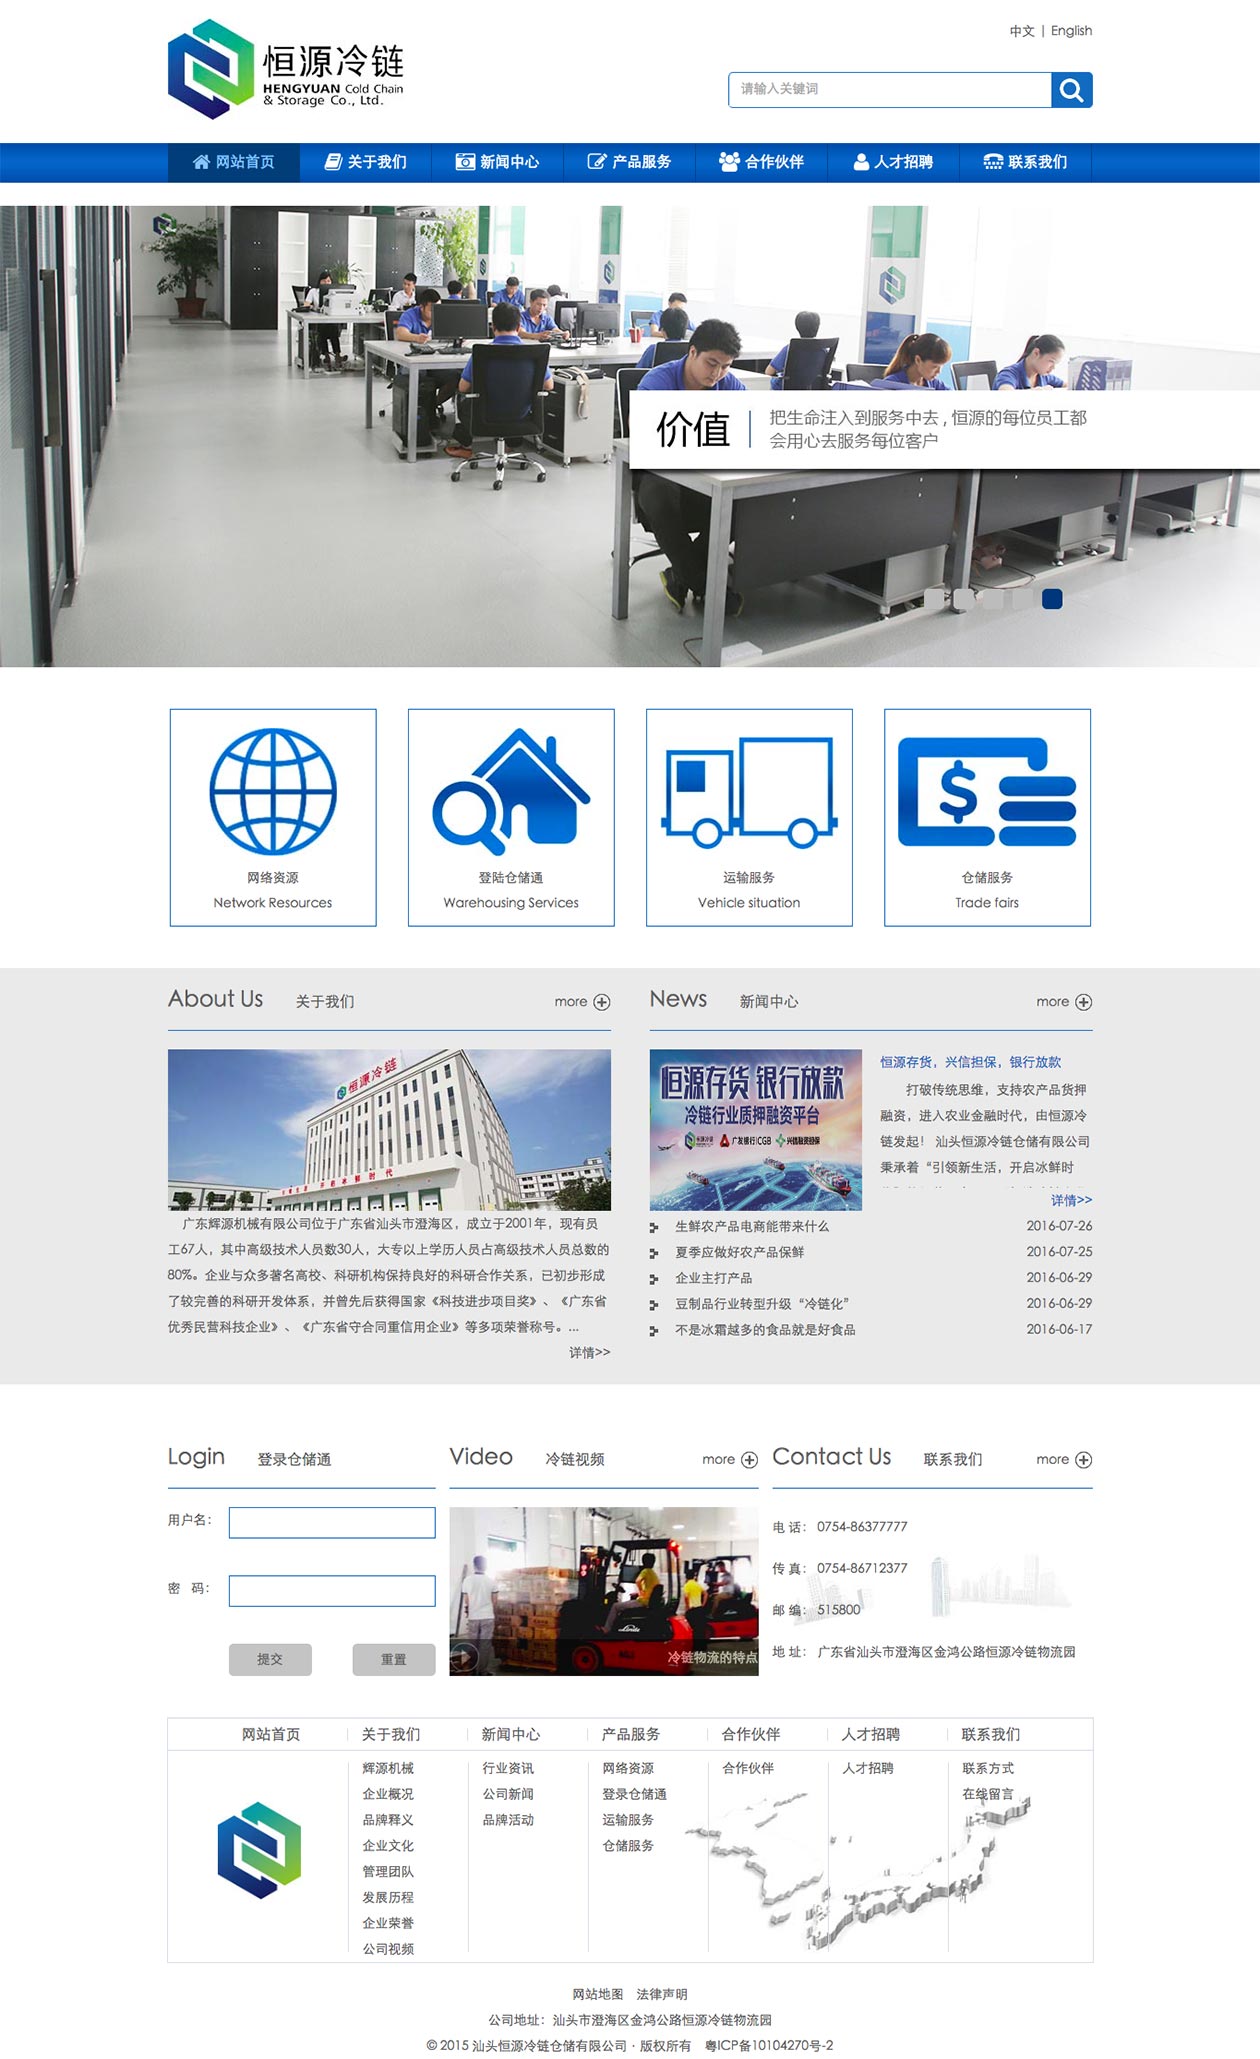 恒源冷链
HENGYUAN Cold Chain
& Storage Co., Ltd.
中文 | English
请输入关键词
网站首页 关于我们 新闻中心 产品服务 合作伙伴 人才招聘 联系我们
价值
把生命注入到服务中去 , 恒源的每位员工都
会用心去服务每位客户
网络资源
Network Resources
登陆仓储通
Warehousing Services
运输服务
Vehicle situation
仓储服务
Trade fairs
About Us 关于我们 more
恒源冷链
广东辉源机械有限公司位于广东省汕头市澄海区，成立于2001年，现有员
工67人，其中高级技术人员数30人，大专以上学历人员占高级技术人员总数的
80%。企业与众多著名高校、科研机构保持良好的科研合作关系，已初步形成
了较完善的科研开发体系，并曾先后获得国家《科技进步项目奖》、《广东省
优秀民营科技企业》、《广东省守合同重信用企业》等多项荣誉称号。...
详情>>
News 新闻中心 more
恒源存货 银行放款
冷链行业质押融资平台
恒源冷链 广发银行|CGB 兴信融资担保
恒源存货，兴信担保，银行放款
打破传统思维，支持农产品货押
融资，进入农业金融时代，由恒源冷
链发起！ 汕头恒源冷链仓储有限公司
秉承着“引领新生活，开启冰鲜时
详情>>
生鲜农产品电商能带来什么 2016-07-26
夏季应做好农产品保鲜 2016-07-25
企业主打产品 2016-06-29
豆制品行业转型升级“冷链化” 2016-06-29
不是冰霜越多的食品就是好食品 2016-06-17
Login 登录仓储通
用户名：
密 码：
提交 重置
Video 冷链视频 more
Linde
冷链物流的特点
Contact Us 联系我们 more
电 话： 0754-86377777
传 真： 0754-86712377
邮 编： 515800
地 址： 广东省汕头市澄海区金鸿公路恒源冷链物流园
网站首页 关于我们 新闻中心 产品服务 合作伙伴 人才招聘 联系我们
辉源机械
企业概况
品牌释义
企业文化
管理团队
发展历程
企业荣誉
公司视频
行业资讯
公司新闻
品牌活动
网络资源
登录仓储通
运输服务
仓储服务
合作伙伴
人才招聘
联系方式
在线留言
网站地图 法律声明
公司地址：汕头市澄海区金鸿公路恒源冷链物流园
© 2015 汕头恒源冷链仓储有限公司 · 版权所有 粤ICP备10104270号-2